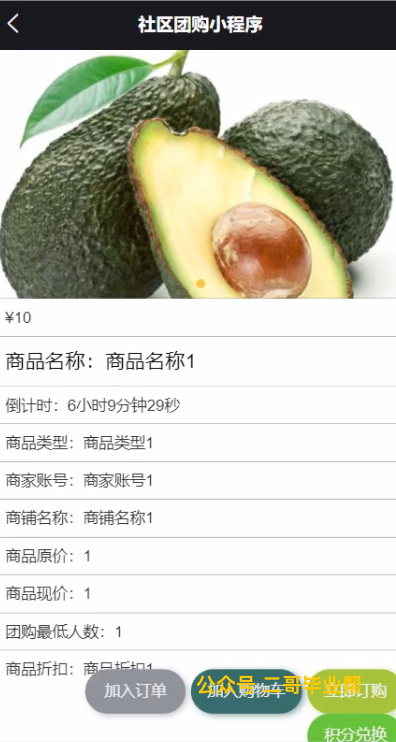 社区团购小程序
¥10
商品名称：商品名称1
倒计时：6小时9分钟29秒
商品类型：商品类型1
商家账号：商家账号1
商铺名称：商铺名称1
商品原价：1
商品现价：1
团购最低人数：1
商品折扣：商品折扣1
加入订单
加入购物车
立即订购
公众号 二哥毕业帮
积分兑换